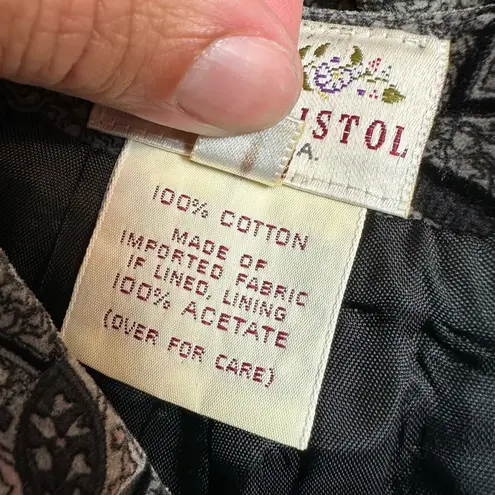 ISTOL
A.
100% COTTON
MADE OF
IMPORTED FABRIC
IF LINED, LINING
100% ACETATE
(OVER FOR CARE)